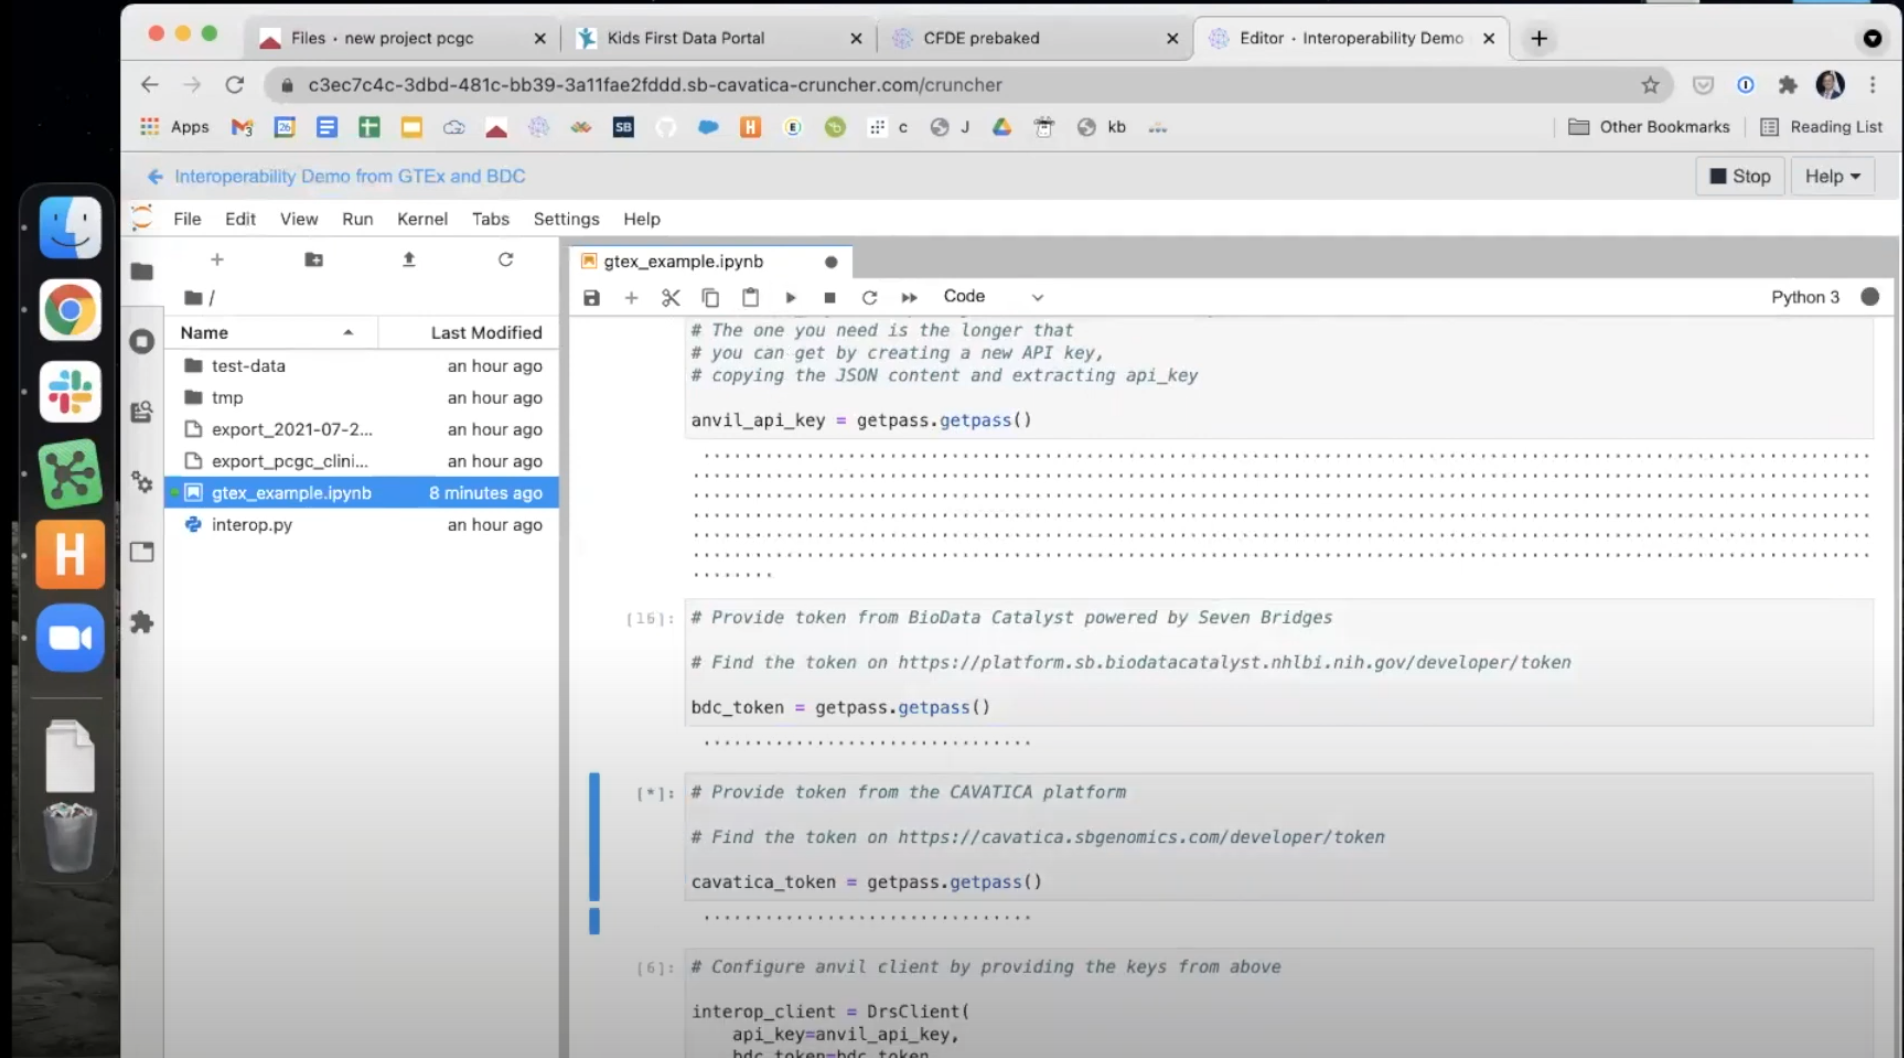 Files · new project pcgc
Kids First Data Portal
CFDE prebaked
Editor · Interoperability Demo
c3ec7c4c-3dbd-481c-bb39-3a11fae2fddd.sb-cavatica-cruncher.com/cruncher
Apps
26
SB
H
E
c
J
kb
Other Bookmarks
Reading List
Interoperability Demo from GTEx and BDC
Stop
Help
File Edit View Run Kernel Tabs Settings Help
gtex_example.ipynb
/
Code
Python 3
Name
Last Modified
test-data an hour ago
tmp an hour ago
export_2021-07-2... an hour ago
export_pcgc_clini... an hour ago
gtex_example.ipynb 8 minutes ago
interop.py an hour ago
H
# The one you need is the longer that
# you can get by creating a new API key,
# copying the JSON content and extracting api_key
anvil_api_key = getpass.getpass()
[16]: # Provide token from BioData Catalyst powered by Seven Bridges
# Find the token on https://platform.sb.biodatacatalyst.nhlbi.nih.gov/developer/token
bdc_token = getpass.getpass()
[*]: # Provide token from the CAVATICA platform
# Find the token on https://cavatica.sbgenomics.com/developer/token
cavatica_token = getpass.getpass()
[6]: # Configure anvil client by providing the keys from above
interop_client = DrsClient(
api_key=anvil_api_key,
bdc_token=bdc_token